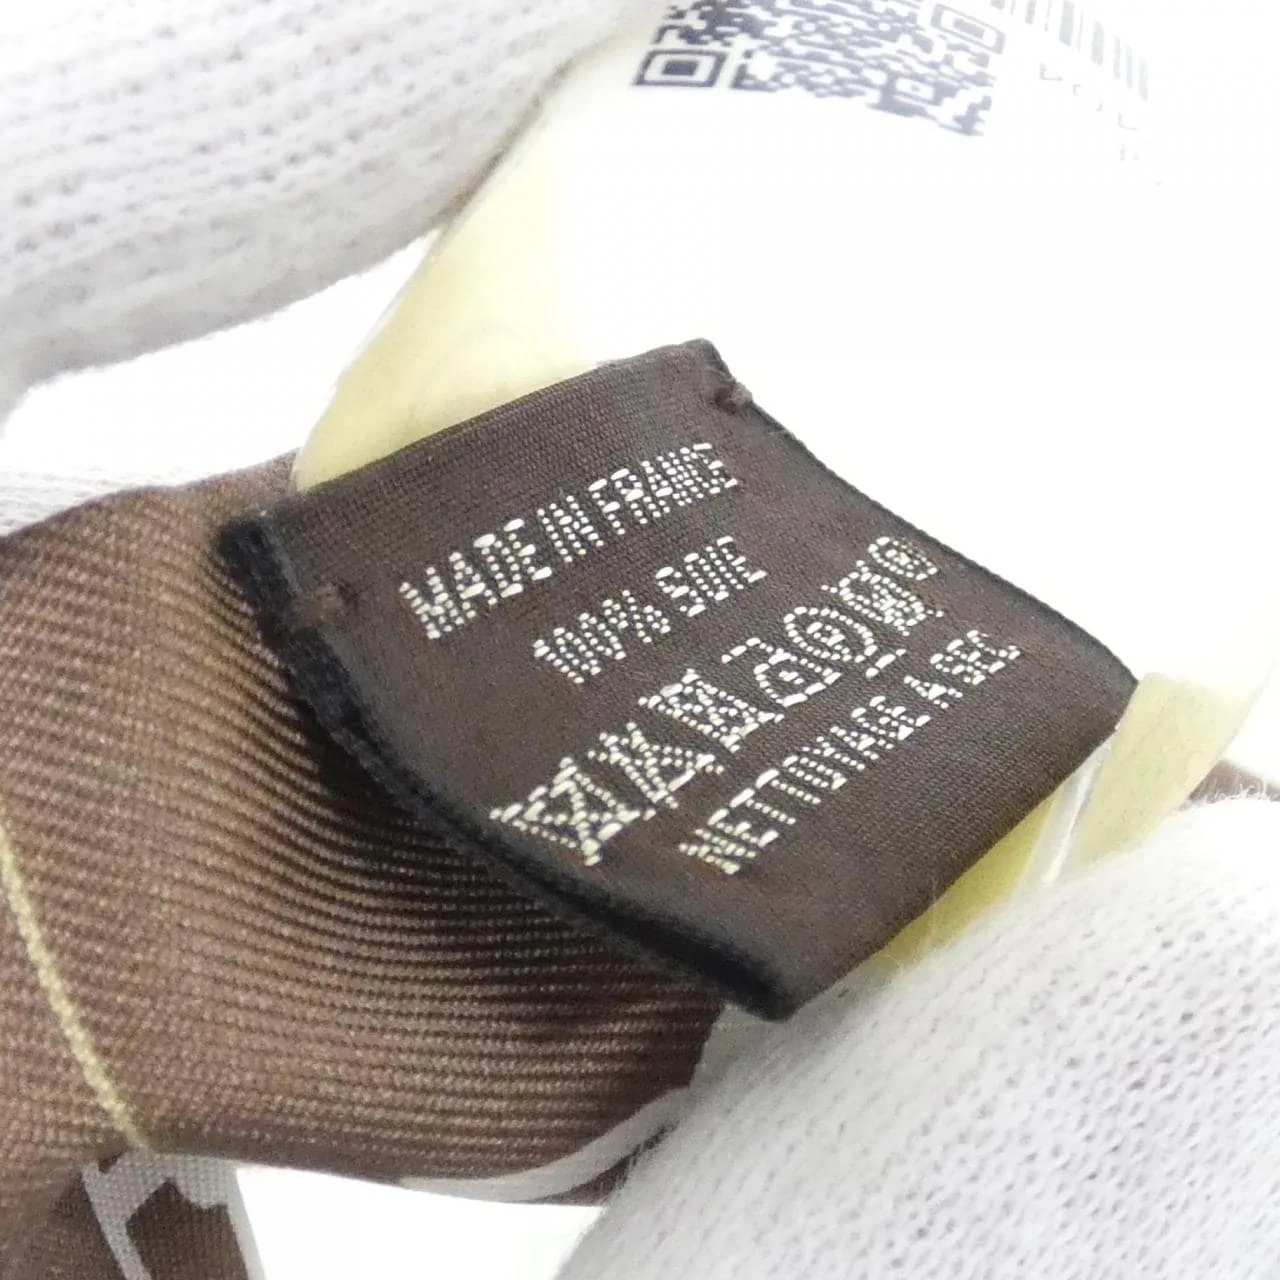 MADE IN FRANCE
100% SOIE
NETTOYAGE A SEC